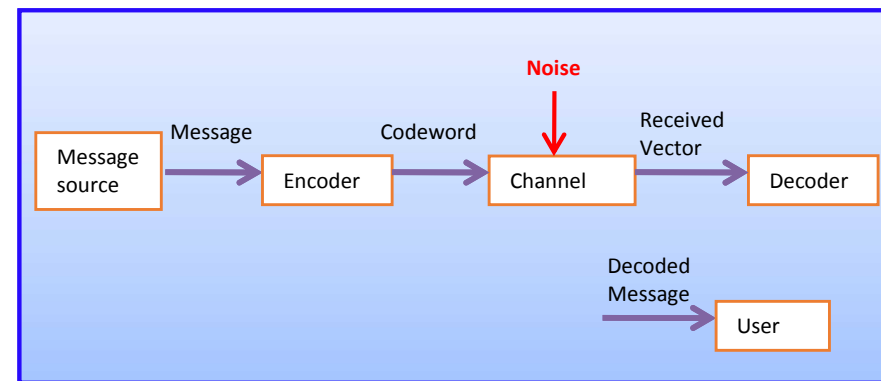 Noise
Message
Codeword
Received
Vector
Message
source
Encoder
Channel
Decoder
Decoded
Message
User